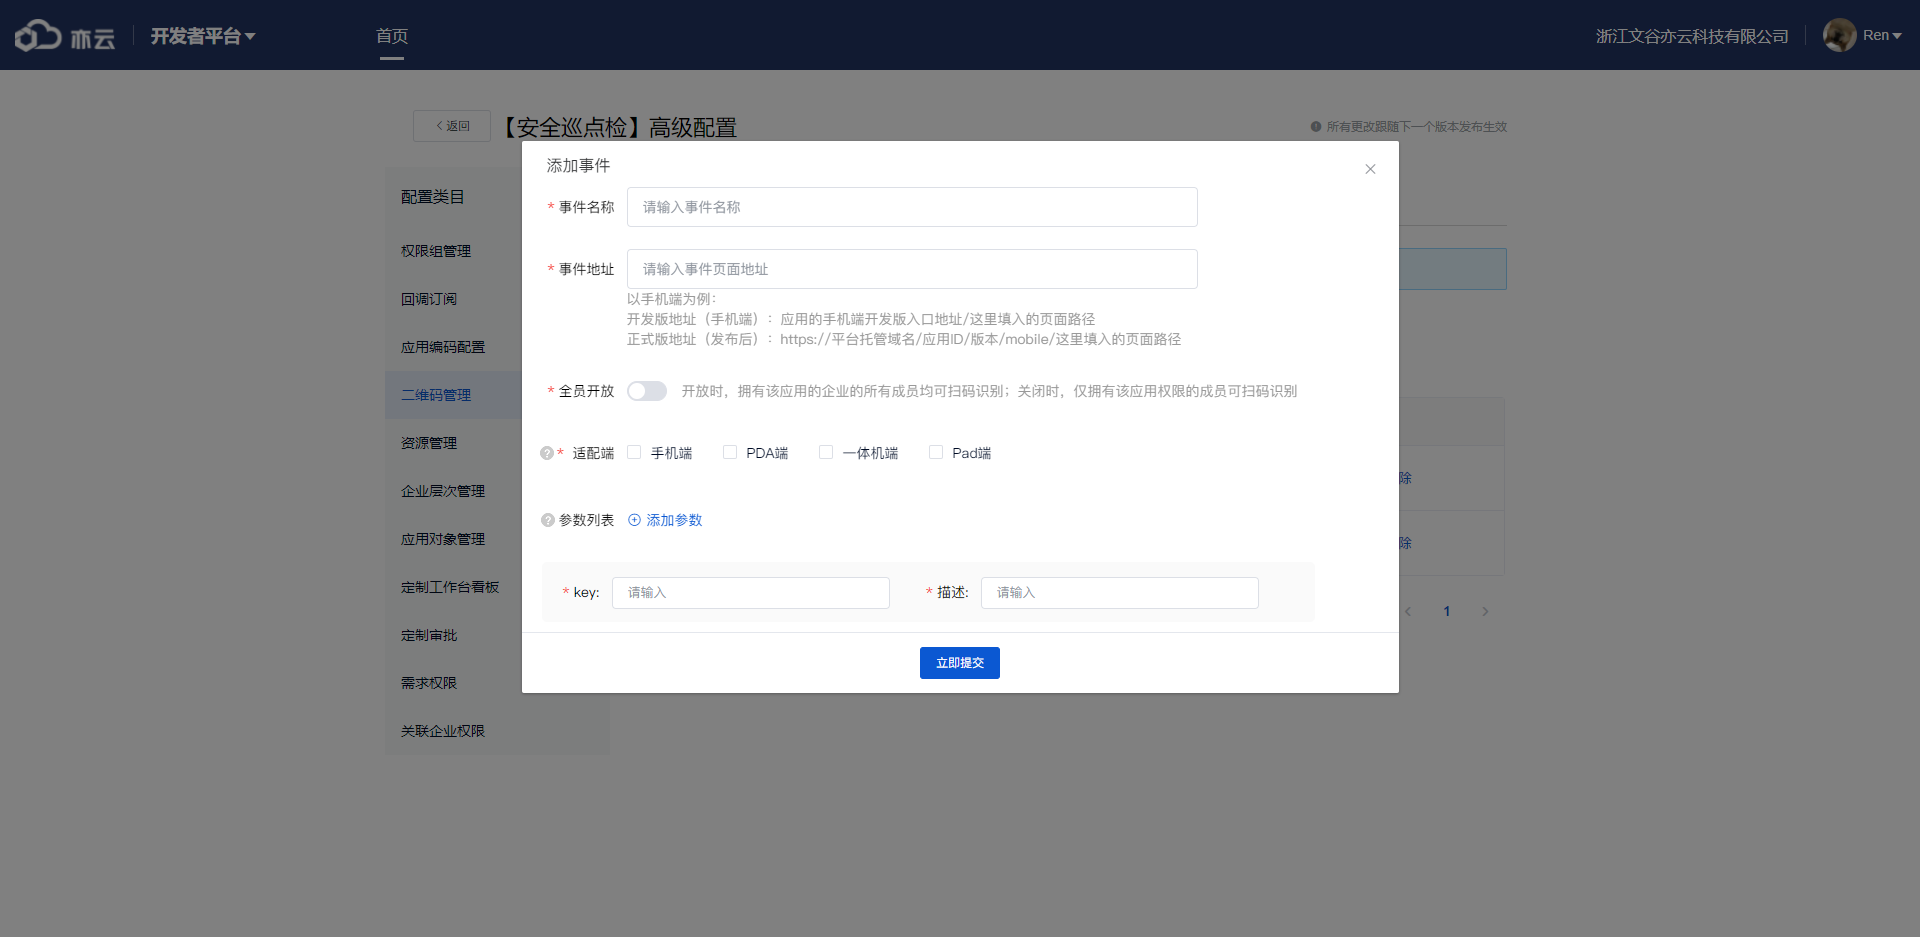 亦云
开发者平台
首页
浙江文谷亦云科技有限公司
Ren
返回
【安全巡点检】高级配置
所有更改跟随下一个版本发布生效
配置类目
权限组管理
回调订阅
应用编码配置
二维码管理
资源管理
企业层次管理
应用对象管理
定制工作台看板
定制审批
需求权限
关联企业权限
添加事件
* 事件名称 请输入事件名称
* 事件地址 请输入事件页面地址
以手机端为例：
开发版地址（手机端）：应用的手机端开发版入口地址/这里填入的页面路径
正式版地址（发布后）：https://平台托管域名/应用ID/版本/mobile/这里填入的页面路径
* 全员开放 开放时，拥有该应用的企业的所有成员均可扫码识别；关闭时，仅拥有该应用权限的成员可扫码识别
* 适配端 手机端 PDA端 一体机端 Pad端
参数列表 添加参数
* key: 请输入 * 描述: 请输入
立即提交
除
除
1